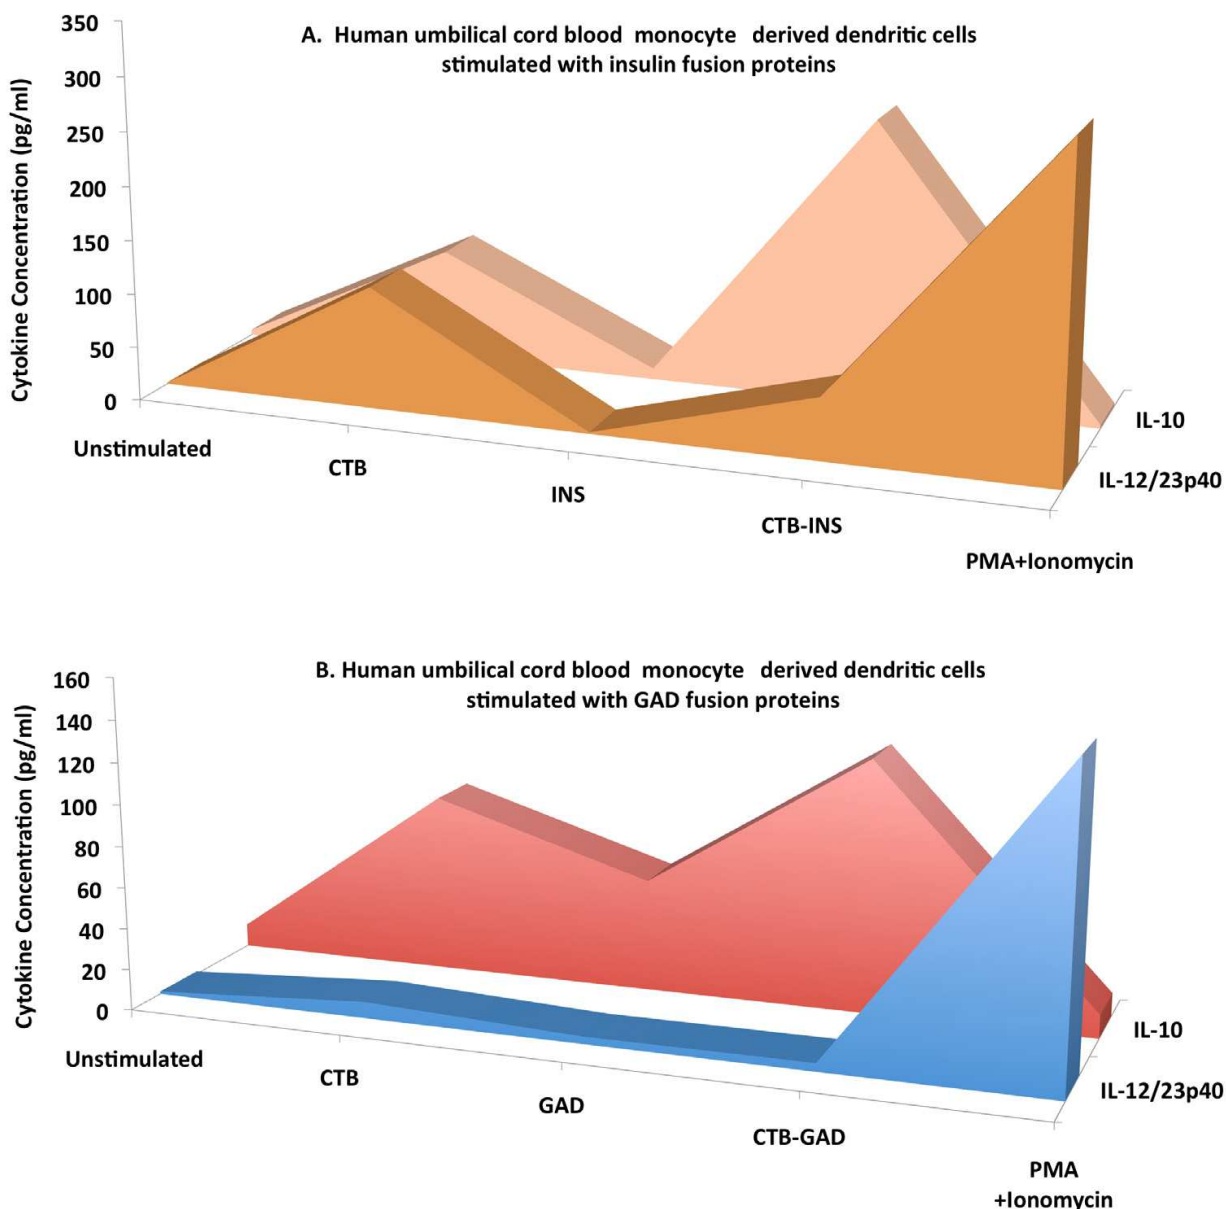 A. Human umbilical cord blood monocyte derived dendritic cells
stimulated with insulin fusion proteins
Cytokine Concentration (pg/ml)
350
300
250
200
150
100
50
0
Unstimulated
CTB
INS
CTB-INS
PMA+Ionomycin
IL-10
IL-12/23p40
B. Human umbilical cord blood monocyte derived dendritic cells
stimulated with GAD fusion proteins
Cytokine Concentration (pg/ml)
160
140
120
100
80
60
40
20
0
Unstimulated
CTB
GAD
CTB-GAD
PMA
+Ionomycin
IL-10
IL-12/23p40